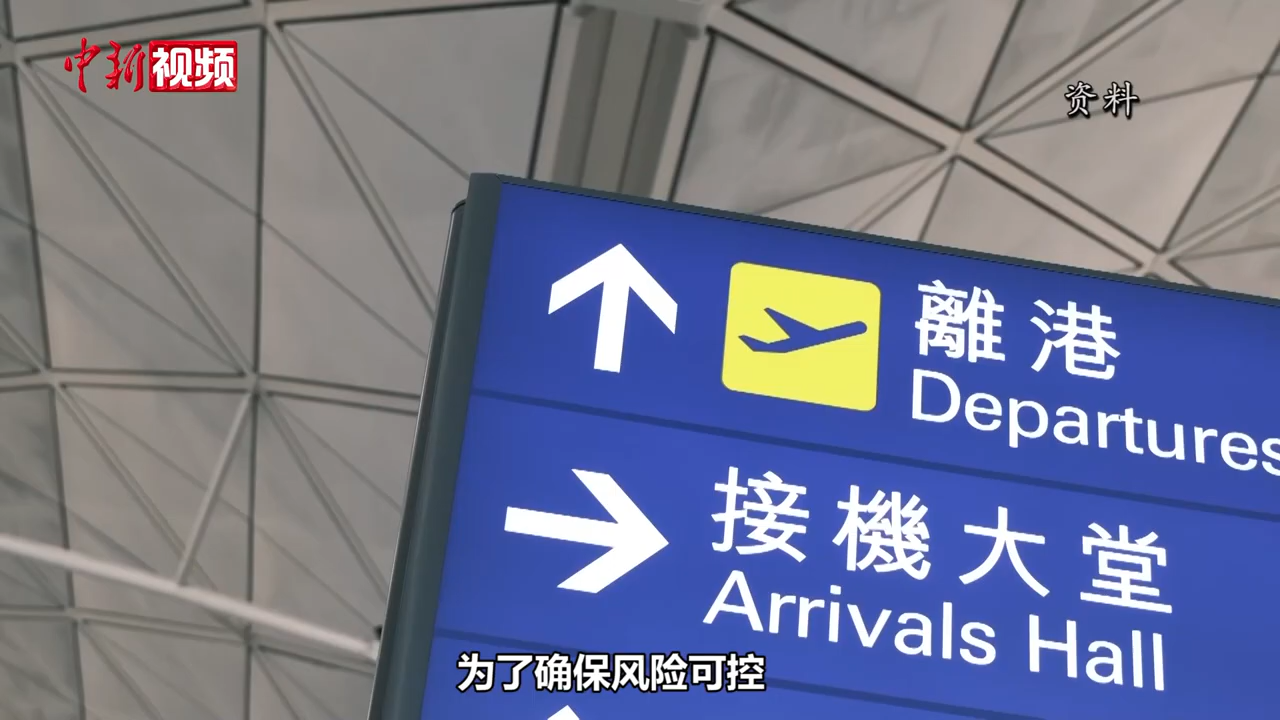 中新视频
资料
離港
Departures
接機大堂
Arrivals Hall
为了确保风险可控